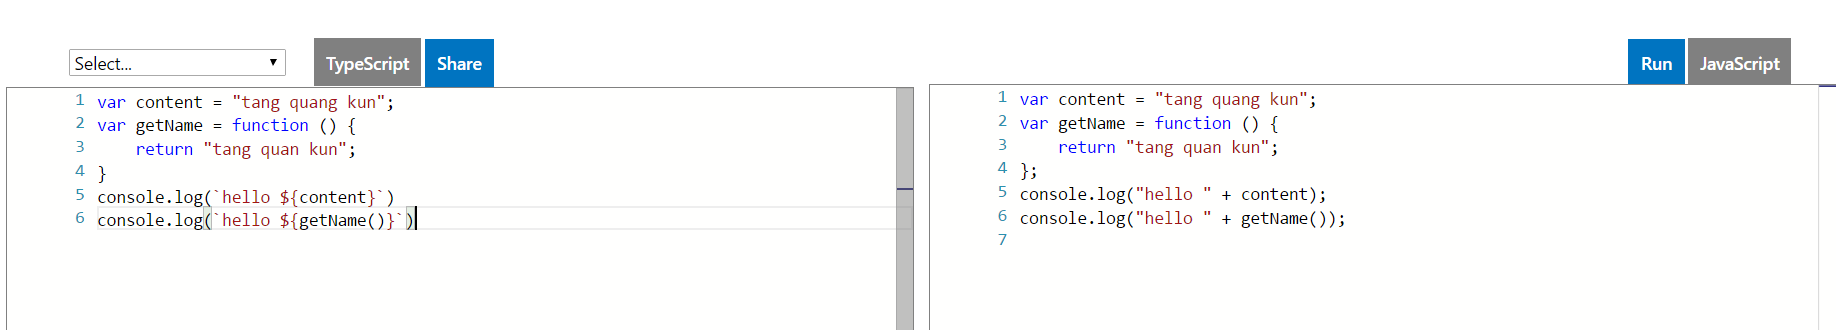 Select...
TypeScript
Share
1 var content = "tang quang kun";
2 var getName = function () {
3     return "tang quan kun";
4 }
5 console.log(`hello ${content}`)
6 console.log(`hello ${getName()}`)
Run
JavaScript
1 var content = "tang quang kun";
2 var getName = function () {
3     return "tang quan kun";
4 };
5 console.log("hello " + content);
6 console.log("hello " + getName());
7